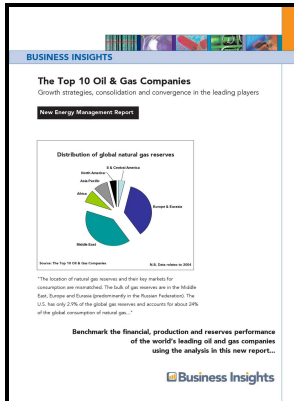 BUSINESS INSIGHTS
The Top 10 Oil & Gas Companies
Growth strategies, consolidation and convergence in the leading players
New Energy Management Report
Distribution of global natural gas reserves
S & Central America
North America
Asia Pacific
Africa
Europe & Eurasia
Middle East
Source: The Top 10 Oil & Gas Companies
N.B. Data relates to 2004
"The location of natural gas reserves and their key markets for
consumption are mismatched. The bulk of gas reserves are in the Middle
East, Europe and Eurasia (predominantly in the Russian Federation). The
U.S. has only 2.9% of the global gas reserves and accounts for about 24%
of the global consumption of natural gas..."
Benchmark the financial, production and reserves performance
of the world's leading oil and gas companies
using the analysis in this new report...
Business Insights